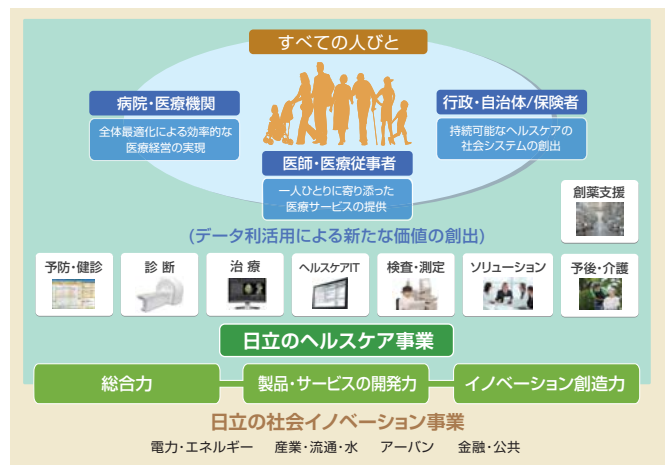 すべての人びと
病院・医療機関
全体最適化による効率的な
医療経営の実現
行政・自治体/保険者
持続可能なヘルスケアの
社会システムの創出
医師・医療従事者
一人ひとりに寄り添った
医療サービスの提供
(データ利活用による新たな価値の創出)
創薬支援
予防・健診
診断
治療
ヘルスケアIT
検査・測定
ソリューション
予後・介護
日立のヘルスケア事業
総合力
製品・サービスの開発力
イノベーション創造力
日立の社会イノベーション事業
電力・エネルギー 産業・流通・水 アーバン 金融・公共